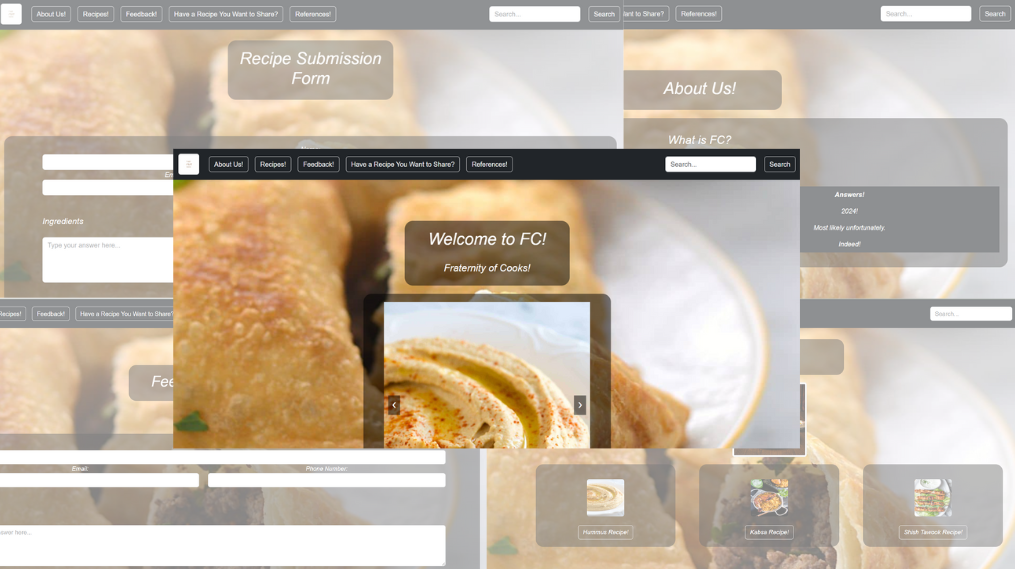 About Us!
Recipes!
Feedback!
Have a Recipe You Want to Share?
References!
Search...
Search
ant to Share?
References!
Search...
Search
Recipe Submission
Form
About Us!
What is FC?
Answers!
2024!
Most likely unfortunately.
Indeed!
Ingredients
Type your answer here...
About Us!
Recipes!
Feedback!
Have a Recipe You Want to Share?
References!
Search...
Search
Welcome to FC!
Fraternity of Cooks!
Recipes!
Feedback!
Have a Recipe You Want to Share?
Search...
Fee
Email:
Phone Number:
swer here...
Hummus Recipe!
Kabsa Recipe!
Shish Tawook Recipe!